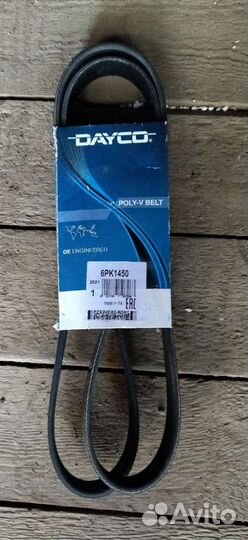 DAYCO.
POLY-V BELT
OE ENGINEERED
6PK1450
2021
1
EAC
Avito